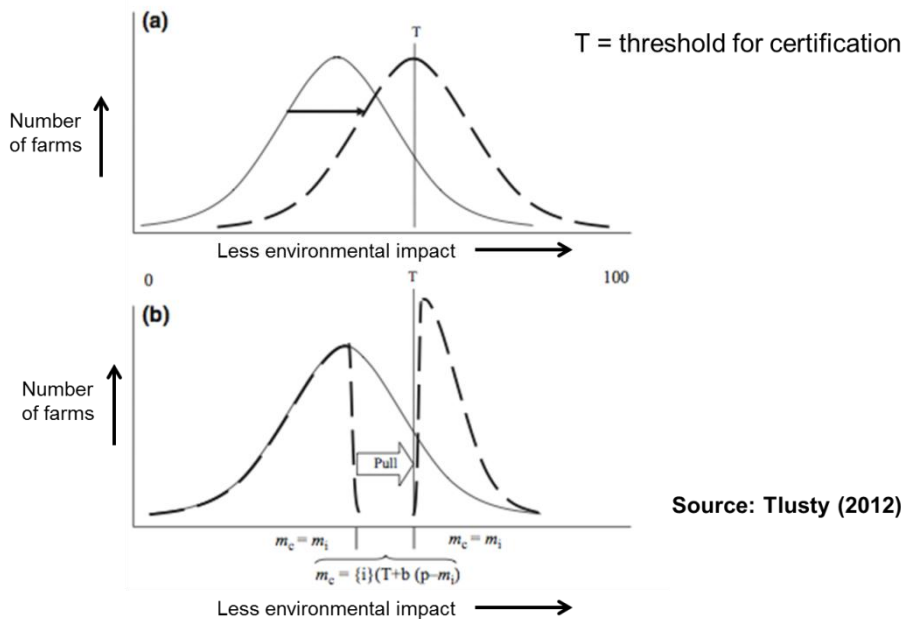 (a)
T
T = threshold for certification
Number
of farms
Less environmental impact
0
T
100
(b)
Number
of farms
Pull
Source: Tlusty (2012)
m_c = m_i
m_c = m_i
m_c = {i}(T+b (p–m_i)
Less environmental impact